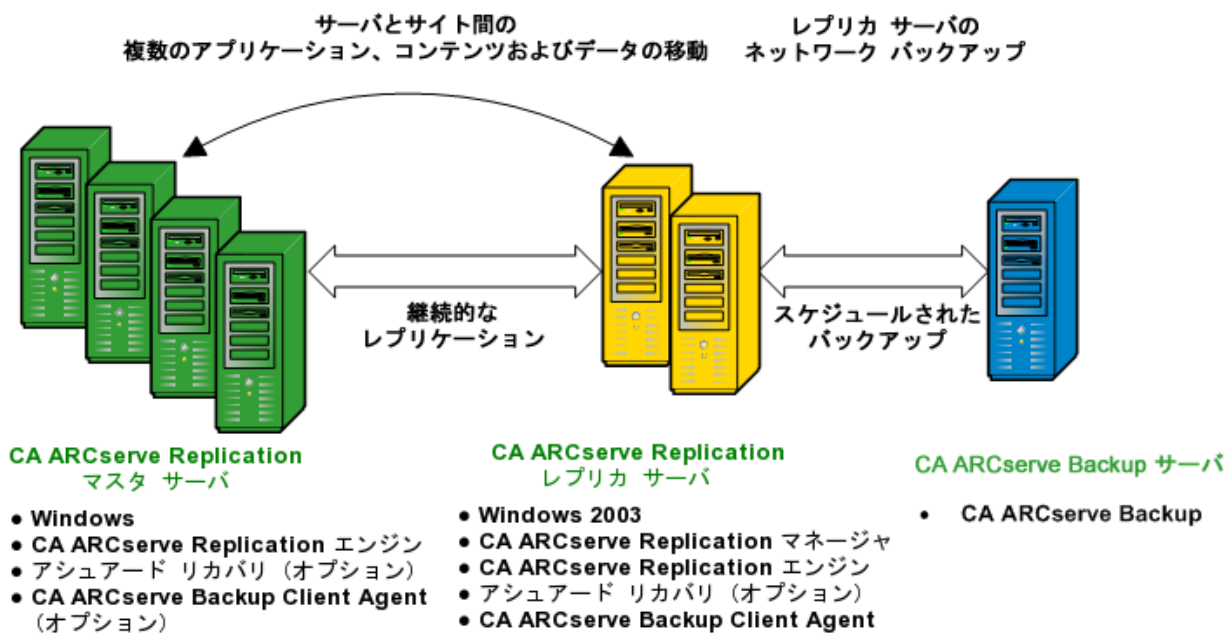 サーバとサイト間の
複数のアプリケーション、コンテンツおよびデータの移動
レプリカ サーバの
ネットワーク バックアップ
継続的な
レプリケーション
スケジュールされた
バックアップ
CA ARCserve Replication
マスタ サーバ
● Windows
● CA ARCserve Replication エンジン
● アシュアード リカバリ (オプション)
● CA ARCserve Backup Client Agent
(オプション)
CA ARCserve Replication
レプリカ サーバ
● Windows 2003
● CA ARCserve Replication マネージャ
● CA ARCserve Replication エンジン
● アシュアード リカバリ (オプション)
● CA ARCserve Backup Client Agent
CA ARCserve Backup サーバ
• CA ARCserve Backup